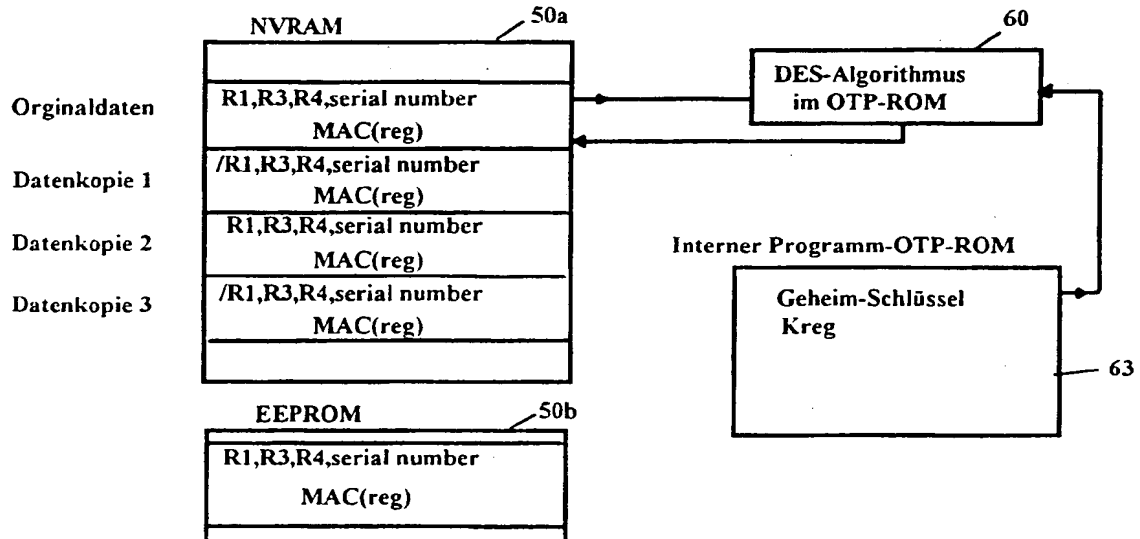 NVRAM
50a
60
DES-Algorithmus
im OTP-ROM
Orginaldaten
R1,R3,R4,serial number
MAC(reg)
Datenkopie 1
/R1,R3,R4,serial number
MAC(reg)
Datenkopie 2
R1,R3,R4,serial number
MAC(reg)
Datenkopie 3
/R1,R3,R4,serial number
MAC(reg)
Interner Programm-OTP-ROM
Geheim-Schlüssel
Kreg
63
EEPROM
50b
R1,R3,R4,serial number
MAC(reg)